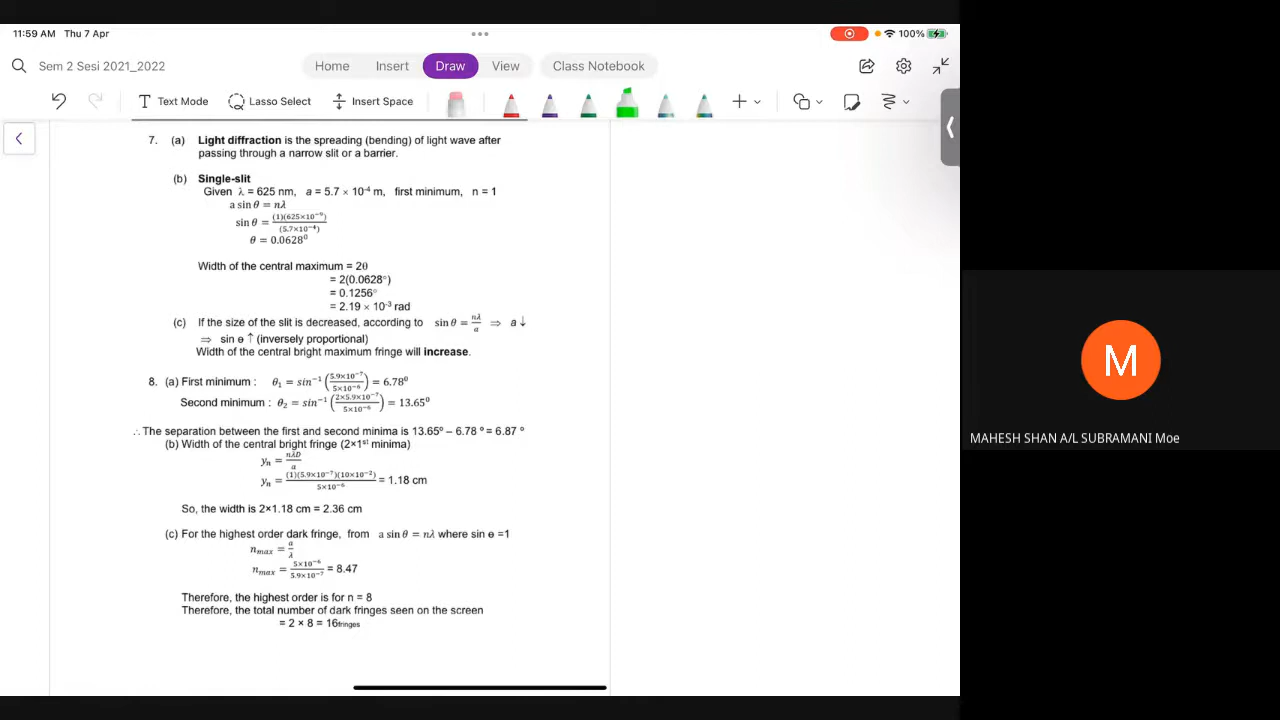 11:59 AM Thu 7 Apr
100%
Sem 2 Sesi 2021_2022
Home Insert Draw View Class Notebook
Text Mode Lasso Select Insert Space
7. (a) Light diffraction is the spreading (bending) of light wave after
passing through a narrow slit or a barrier.
(b) Single-slit
Given λ = 625 nm, a = 5.7 × 10⁻⁴ m, first minimum, n = 1
a sin θ = nλ
sin θ = (1)(625×10⁻⁹)/(5.7×10⁻⁴)
θ = 0.0628⁰
Width of the central maximum = 2θ
= 2(0.0628°)
= 0.1256°
= 2.19 × 10⁻³ rad
(c) If the size of the slit is decreased, according to sin θ = nλ/a ⇒ a ↓
⇒ sin ɵ ↑ (inversely proportional)
Width of the central bright maximum fringe will increase.
8. (a) First minimum : θ₁ = sin⁻¹ (5.9×10⁻⁷/5×10⁻⁶) = 6.78⁰
Second minimum : θ₂ = sin⁻¹ (2×5.9×10⁻⁷/5×10⁻⁶) = 13.65⁰
∴ The separation between the first and second minima is 13.65º – 6.78 º = 6.87 º
(b) Width of the central bright fringe (2×1ˢᵗ minima)
yₙ = nλD/a
yₙ = (1)(5.9×10⁻⁷)(10×10⁻²)/5×10⁻⁶ = 1.18 cm
So, the width is 2×1.18 cm = 2.36 cm
(c) For the highest order dark fringe, from a sin θ = nλ where sin ɵ =1
nₘₐₓ = a/λ
nₘₐₓ = 5×10⁻⁶/5.9×10⁻⁷ = 8.47
Therefore, the highest order is for n = 8
Therefore, the total number of dark fringes seen on the screen
= 2 × 8 = 16fringes
M
MAHESH SHAN A/L SUBRAMANI Moe